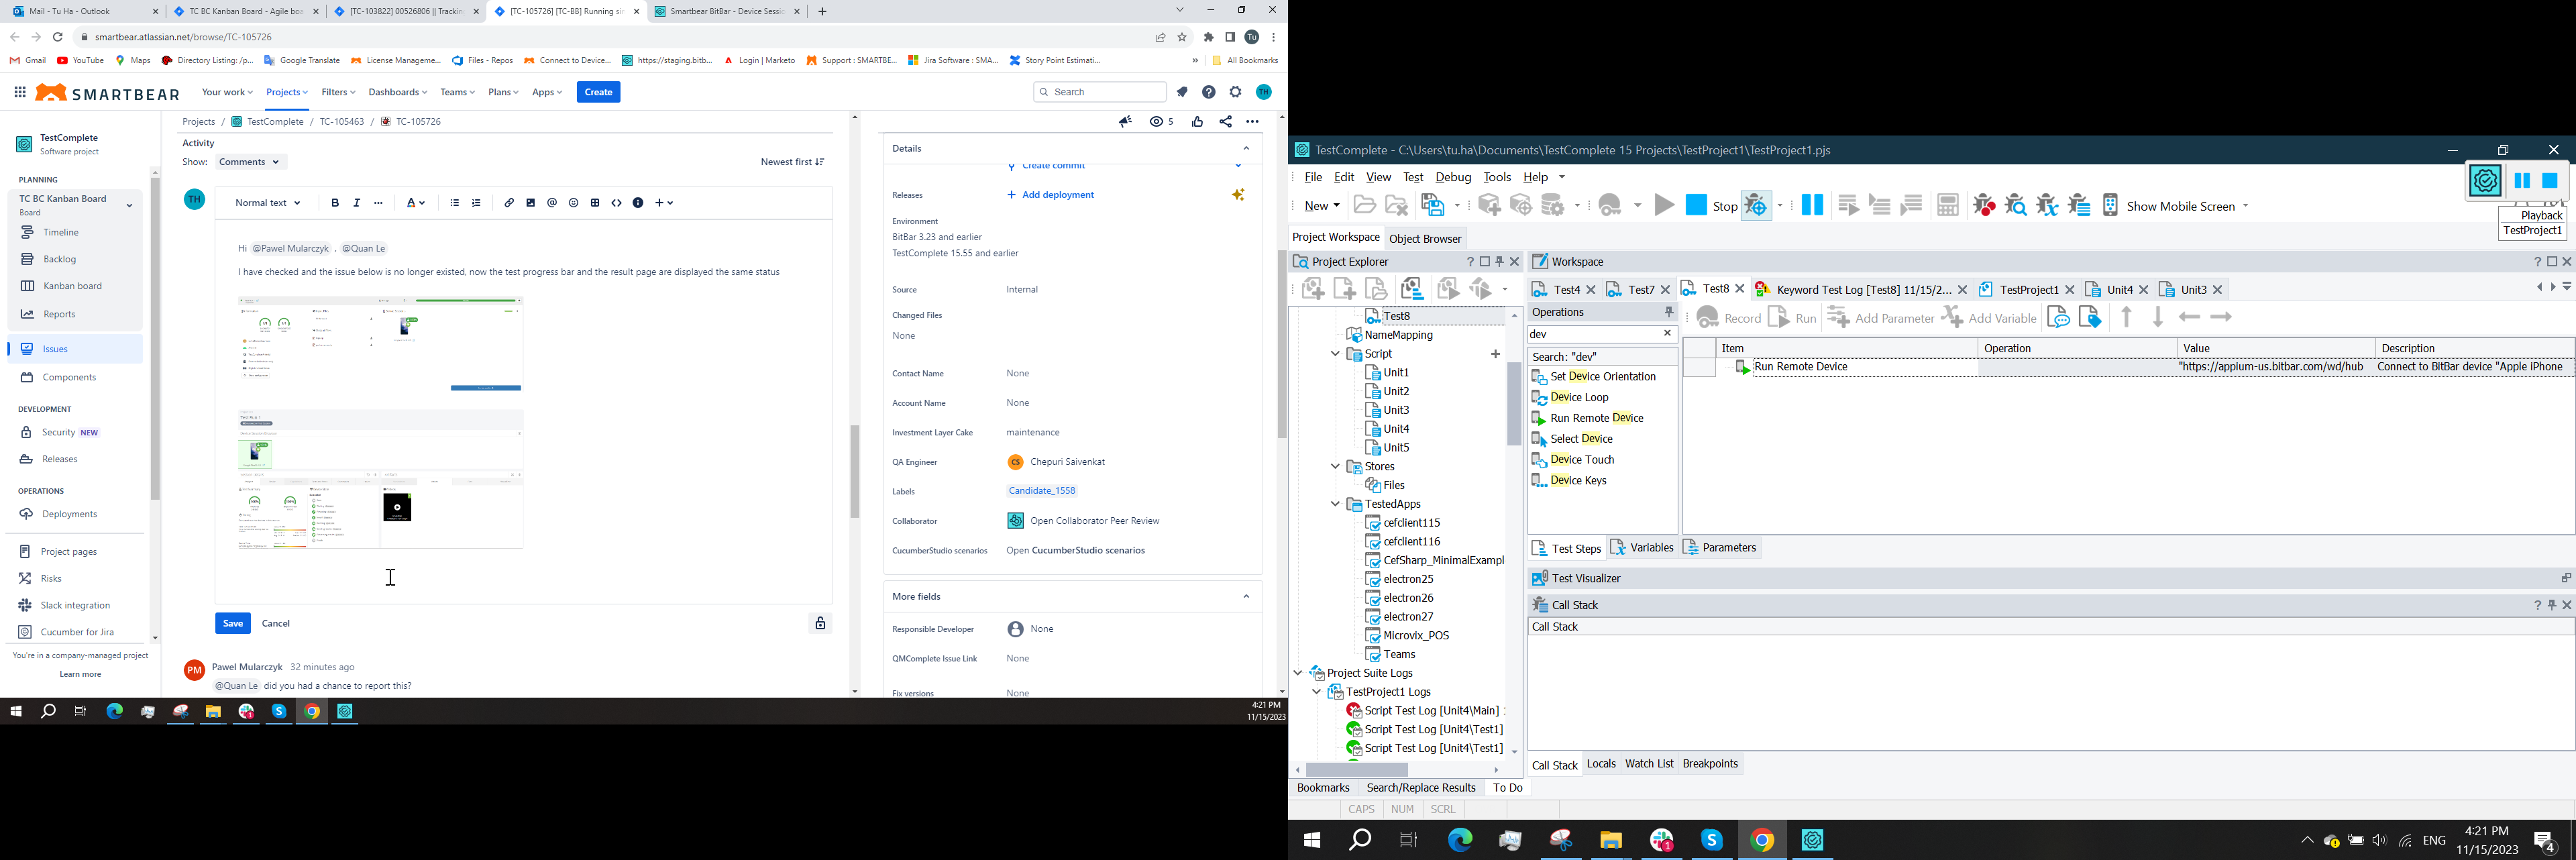 Mail - Tu Ha - Outlook
TC BC Kanban Board - Agile boa
[TC-103822] 00526806 || Trackin
[TC-105726] [TC-BB] Running sin
Smartbear BitBar - Device Sessio
smartbear.atlassian.net/browse/TC-105726
Tu
Gmail
YouTube
Maps
Directory Listing: /p...
Google Translate
License Manageme...
Files - Repos
Connect to Device...
https://staging.bitb...
Login | Marketo
Support : SMARTBE...
Jira Software : SMA...
Story Point Estimati...
All Bookmarks
SMARTBEAR
Your work
Projects
Filters
Dashboards
Teams
Plans
Apps
Create
Search
TH
TestComplete
Software project
PLANNING
TC BC Kanban Board
Board
Timeline
Backlog
Kanban board
Reports
Issues
Components
DEVELOPMENT
Security NEW
Releases
OPERATIONS
Deployments
Project pages
Risks
Slack integration
Cucumber for Jira
You're in a company-managed project
Learn more
Projects / TestComplete / TC-105463 / TC-105726
5
Activity
Show: Comments
Newest first
TH
Normal text
Hi @Pawel Mularczyk , @Quan Le
I have checked and the issue below is no longer existed, now the test progress bar and the result page are displayed the same status
Save
Cancel
PM
Pawel Mularczyk 32 minutes ago
@Quan Le did you had a chance to report this?
Details
Create commit
Releases
Add deployment
Environment
BitBar 3.23 and earlier
TestComplete 15.55 and earlier
Source Internal
Changed Files
None
Contact Name None
Account Name None
Investment Layer Cake maintenance
QA Engineer CS Chepuri Saivenkat
Labels Candidate_1558
Collaborator Open Collaborator Peer Review
CucumberStudio scenarios Open CucumberStudio scenarios
More fields
Responsible Developer None
QMComplete Issue Link None
Fix versions None
4:21 PM
11/15/2023
TestComplete - C:\Users\tu.ha\Documents\TestComplete 15 Projects\TestProject1\TestProject1.pjs
File Edit View Test Debug Tools Help
New
Stop
Show Mobile Screen
Playback
TestProject1
Project Workspace
Object Browser
Project Explorer
Test8
NameMapping
Script
Unit1
Unit2
Unit3
Unit4
Unit5
Stores
Files
TestedApps
cefclient115
cefclient116
CefSharp_MinimalExampl
electron25
electron26
electron27
Microvix_POS
Teams
Project Suite Logs
TestProject1 Logs
Script Test Log [Unit4\Main]
Script Test Log [Unit4\Test1]
Script Test Log [Unit4\Test1]
Bookmarks
Search/Replace Results
To Do
CAPS NUM SCRL
Workspace
Test4
Test7
Test8
Keyword Test Log [Test8] 11/15/2...
TestProject1
Unit4
Unit3
Operations
dev
Search: "dev"
Set Device Orientation
Device Loop
Run Remote Device
Select Device
Device Touch
Device Keys
Record
Run
Add Parameter
Add Variable
Item Operation Value Description
Run Remote Device "https://appium-us.bitbar.com/wd/hub Connect to BitBar device "Apple iPhone
Test Steps
Variables
Parameters
Test Visualizer
Call Stack
Call Stack
Call Stack
Locals
Watch List
Breakpoints
ENG
4:21 PM
11/15/2023
4